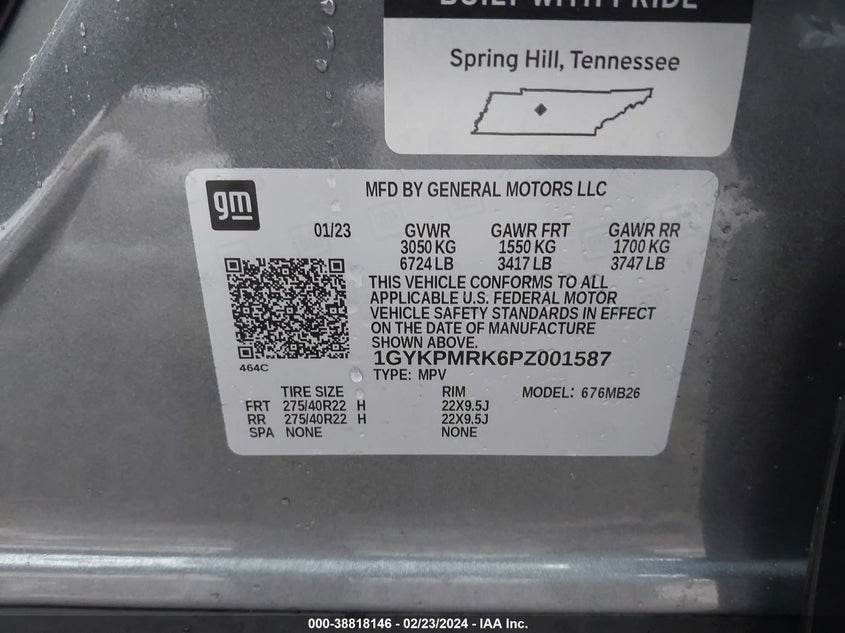 BUILT WITH PRIDE
Spring Hill, Tennessee
gm
MFD BY GENERAL MOTORS LLC
01/23 GVWR GAWR FRT GAWR RR
3050 KG 1550 KG 1700 KG
6724 LB 3417 LB 3747 LB
THIS VEHICLE CONFORMS TO ALL
APPLICABLE U.S. FEDERAL MOTOR
VEHICLE SAFETY STANDARDS IN EFFECT
ON THE DATE OF MANUFACTURE
SHOWN ABOVE.
464C
1GYKPMRK6PZ001587
TYPE: MPV
TIRE SIZE RIM MODEL: 676MB26
FRT 275/40R22 H 22X9.5J
RR 275/40R22 H 22X9.5J
SPA NONE NONE
000-38818146 - 02/23/2024 - IAA Inc.